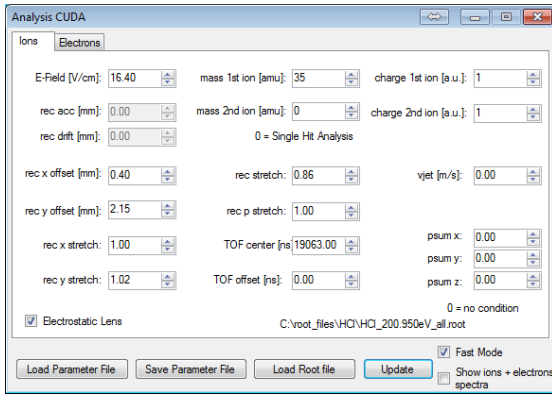 Analysis CUDA
Ions Electrons
E-Field [V/cm]: 16.40 mass 1st ion [amu]: 35 charge 1st ion [a.u.]: 1
rec acc [mm]: 0.00 mass 2nd ion [amu]: 0 charge 2nd ion [a.u.]: 1
rec drift [mm]: 0.00 0 = Single Hit Analysis
rec x offset [mm]: 0.40 rec stretch: 0.86 vjet [m/s]: 0.00
rec y offset [mm]: 2.15 rec p stretch: 1.00
rec x stretch: 1.00 TOF center [ns 19063.00 psum x: 0.00
psum y: 0.00
rec y stretch: 1.02 TOF offset [ns]: 0.00 psum z: 0.00
0 = no condition
Electrostatic Lens C:\root_files\HCl\HCl_200.950eV_all.root
Load Parameter File Save Parameter File Load Root file Update Fast Mode
Show ions + electrons
spectra